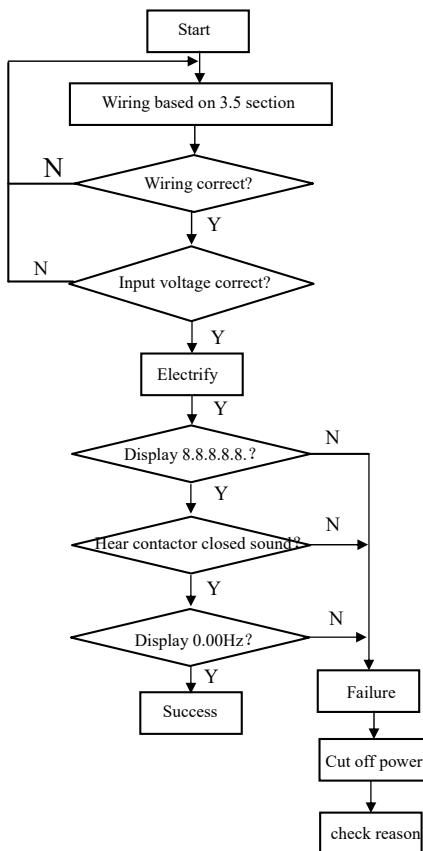 Start
Wiring based on 3.5 section
N
Wiring correct?
Y
N
Input voltage correct?
Y
Electrify
Y
Display 8.8.8.8.8.?
N
Y
Hear contactor closed sound?
N
Y
Display 0.00Hz?
N
Y
Success
Failure
Cut off power
check reason